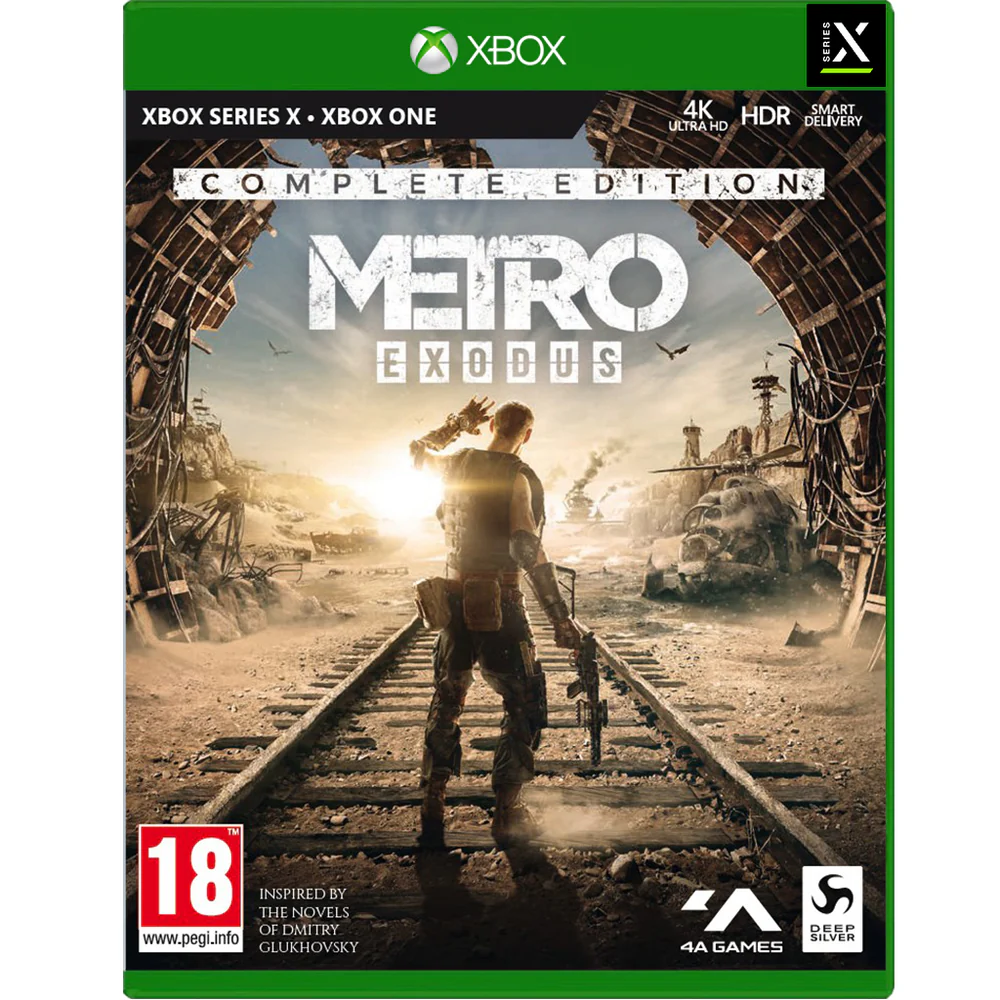 XBOX
SERIES X
XBOX SERIES X • XBOX ONE
4K
ULTRA HD
HDR
SMART
DELIVERY
COMPLETE EDITION
METRO
EXODUS
18™
www.pegi.info
INSPIRED BY
THE NOVELS
OF DMITRY
GLUKHOVSKY
4A GAMES
DEEP
SILVER